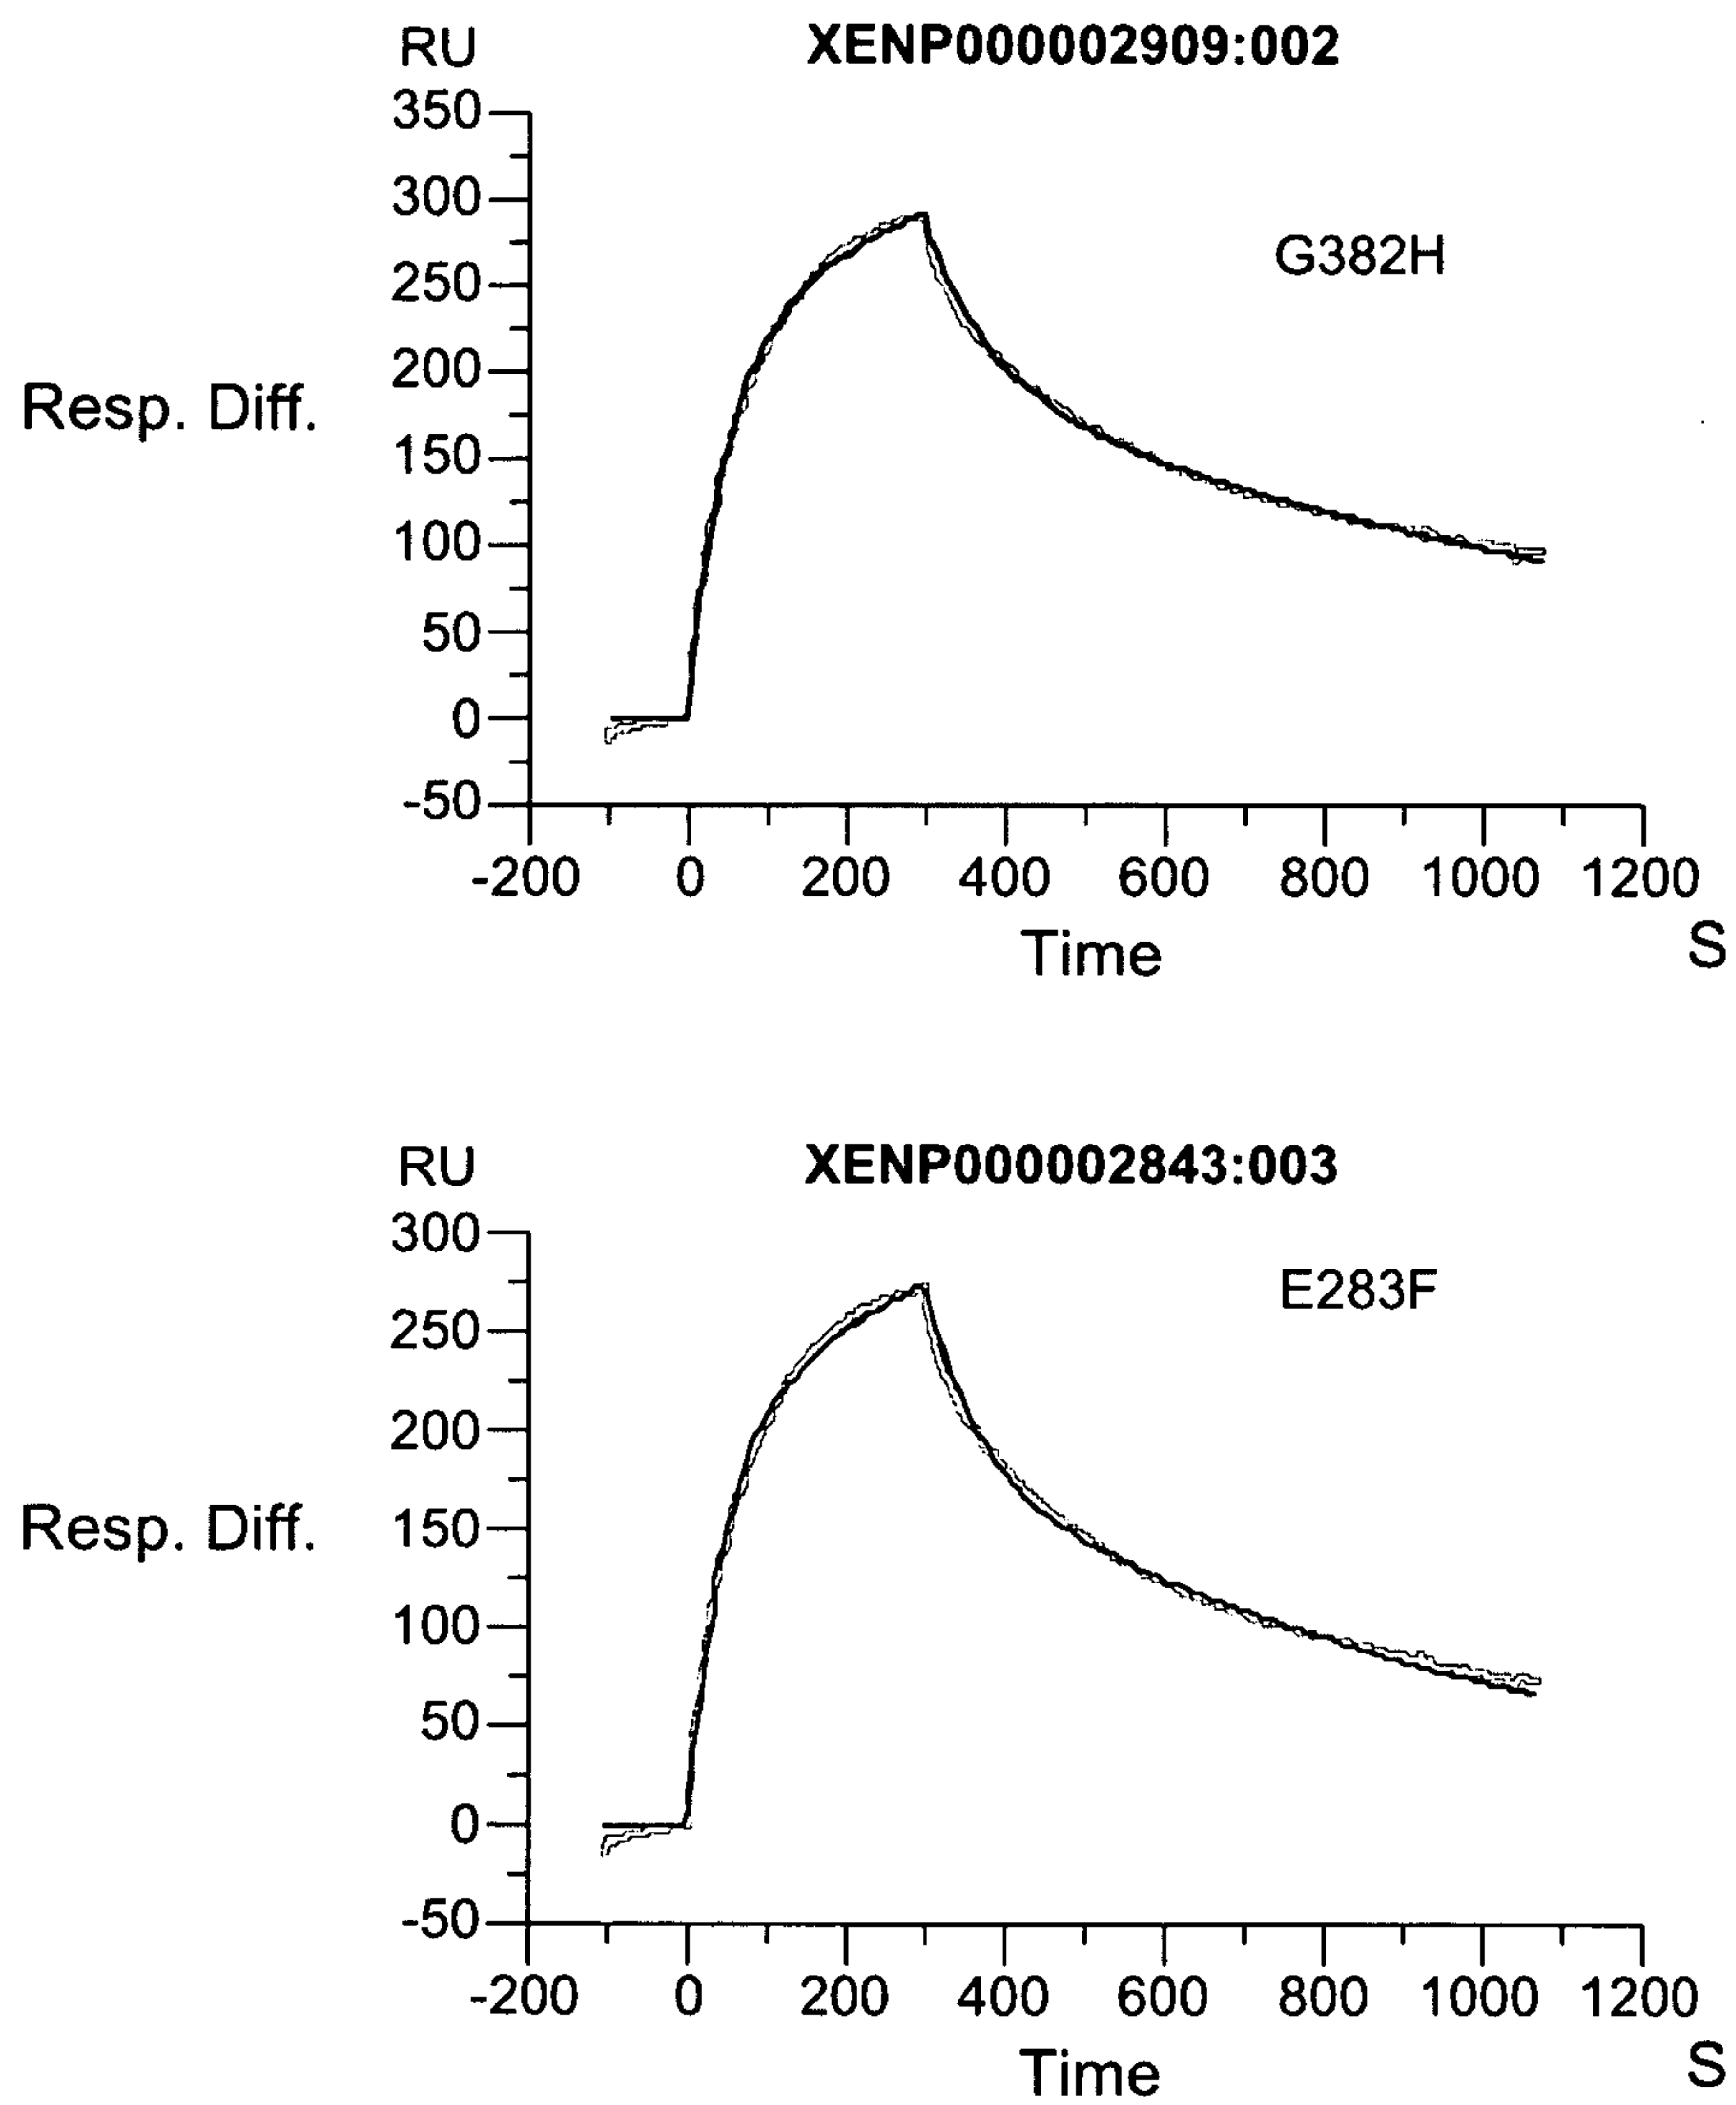 RU XENP000002909:002
350
300
G382H
250
200
Resp. Diff.
150
100
50
0
-50
-200 0 200 400 600 800 1000 1200
Time S
RU XENP000002843:003
300
E283F
250
200
Resp. Diff.
150
100
50
0
-50
-200 0 200 400 600 800 1000 1200
Time S